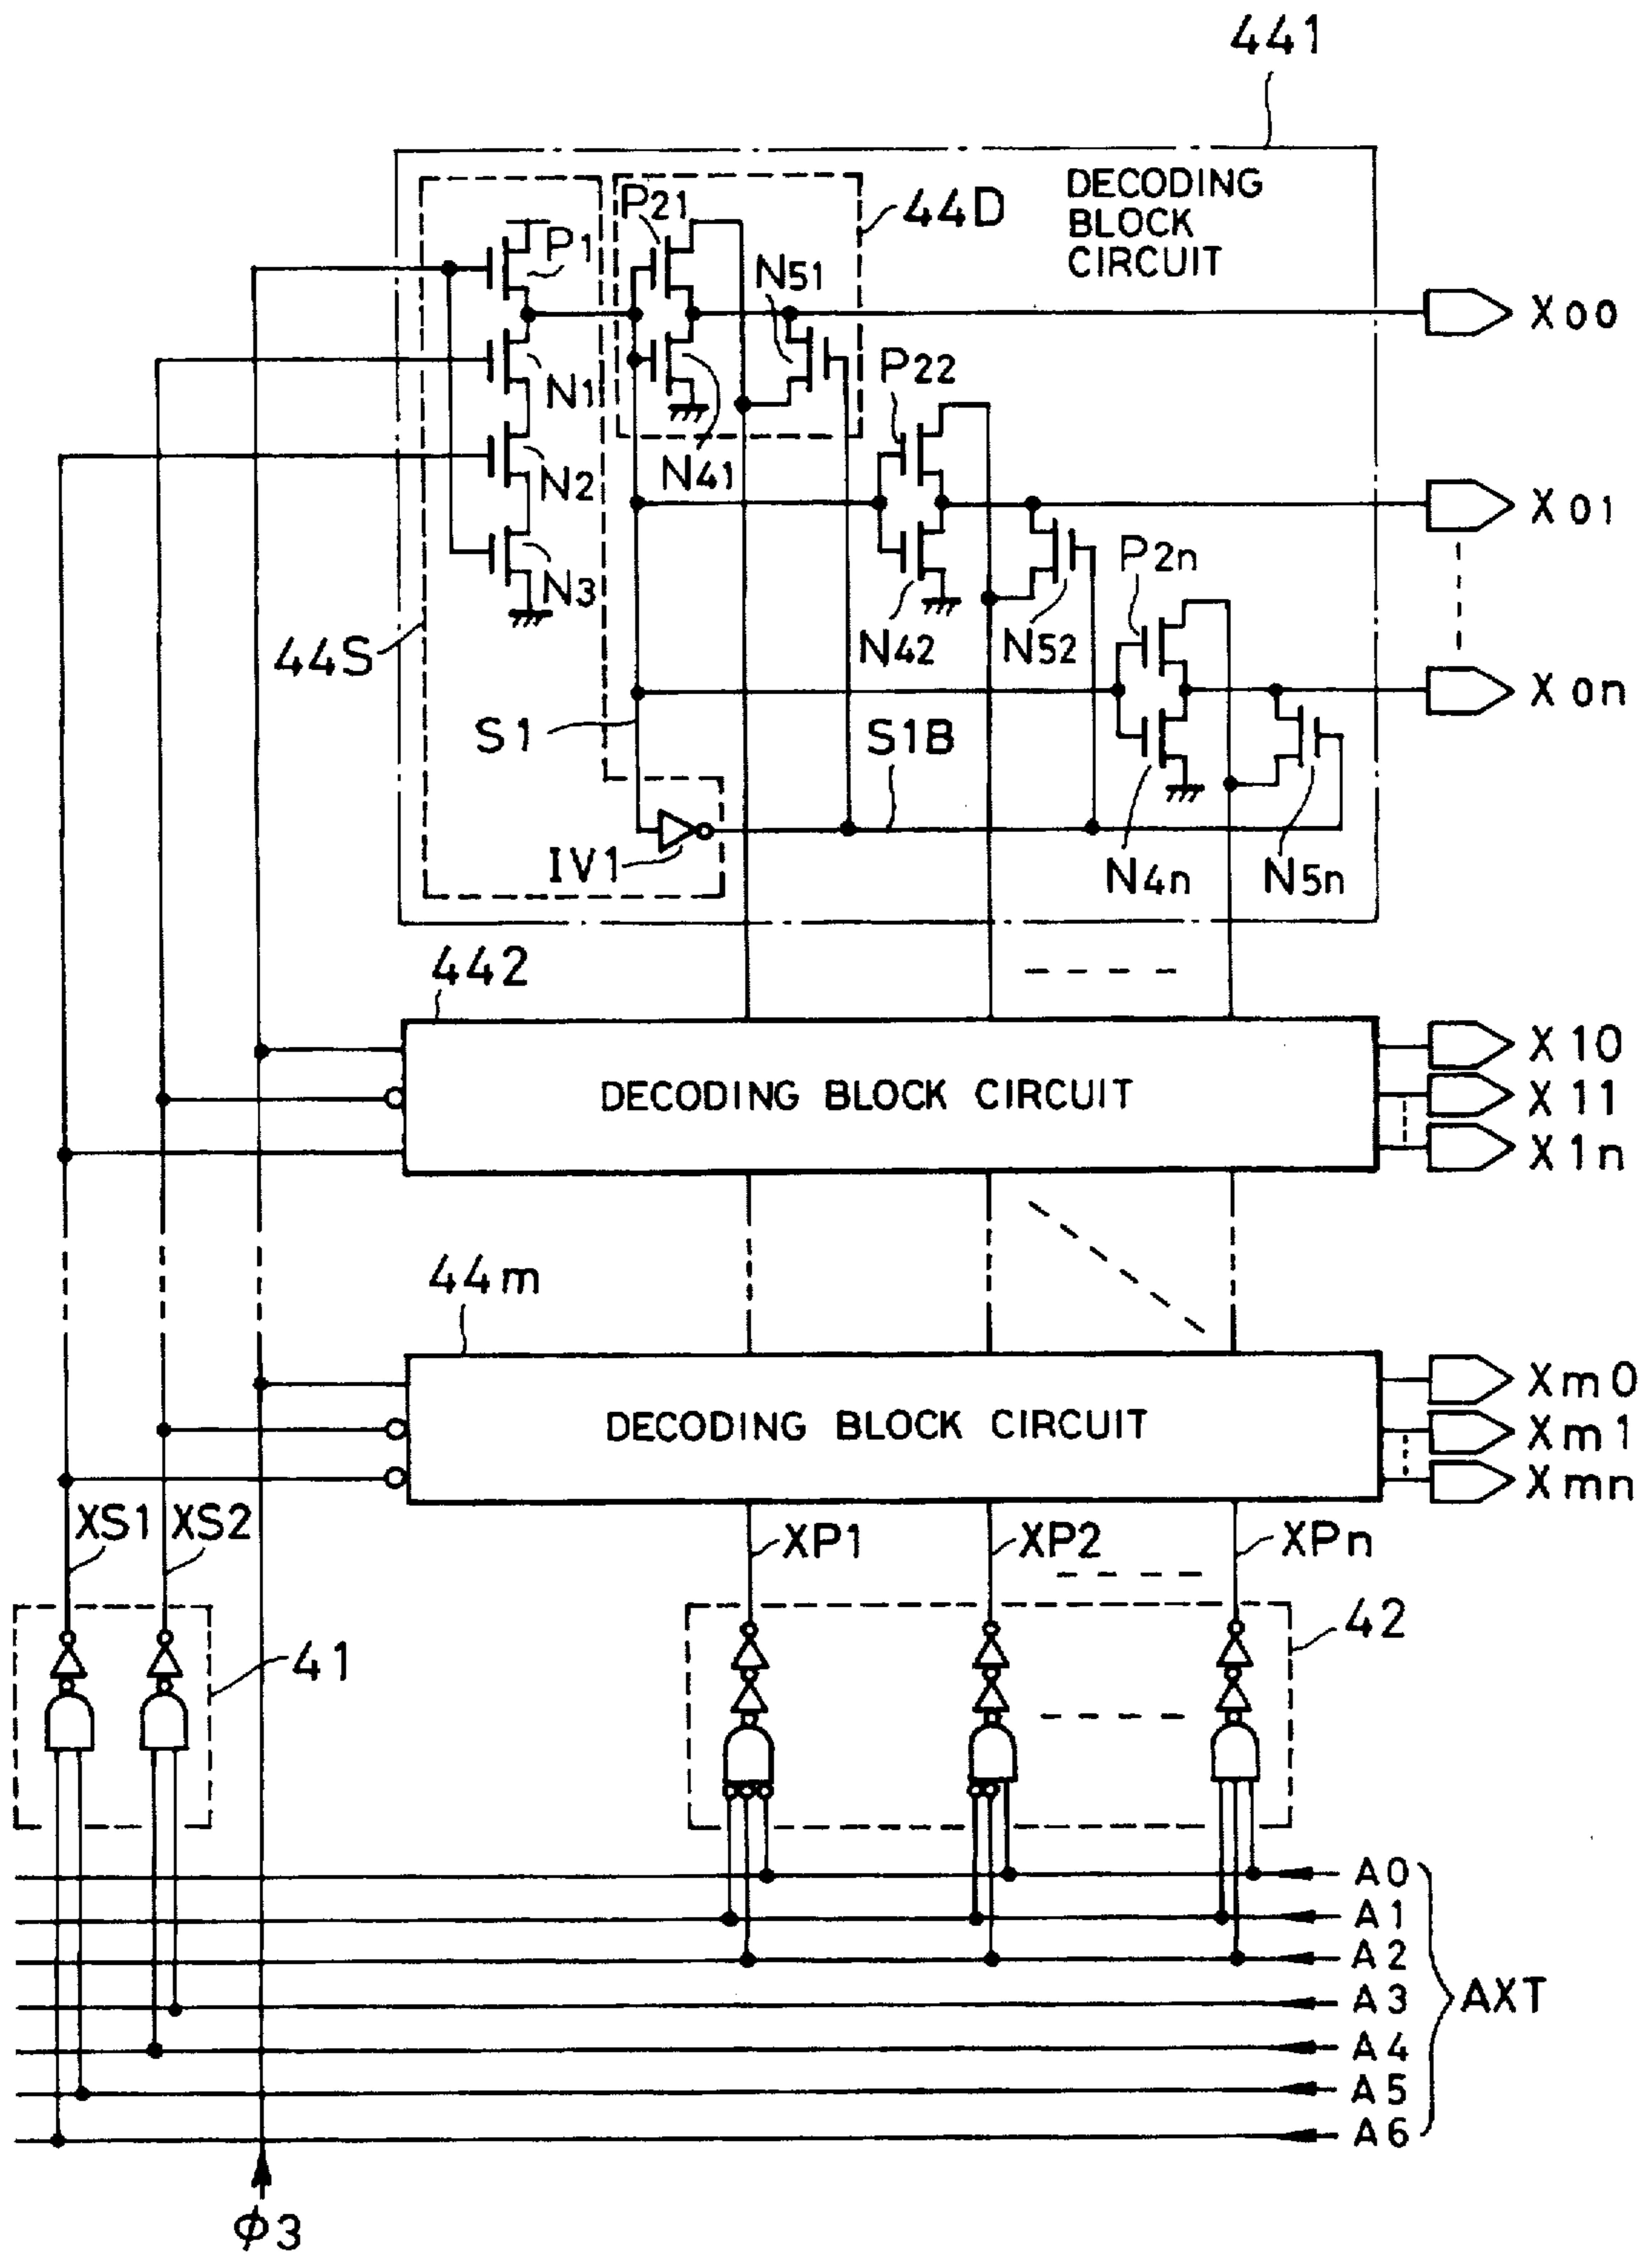 441
DECODING
BLOCK
CIRCUIT
P1
P21
44D
N51
X00
N1
P22
N41
N2
X01
N3
P2n
44S
N42
N52
X0n
S1
S1B
IV1
N4n
N5n
442
X10
DECODING BLOCK CIRCUIT
X11
X1n
44m
Xm0
DECODING BLOCK CIRCUIT
Xm1
Xmn
XS1
XS2
XP1
XP2
XPn
41
42
A0
A1
A2
A3
AXT
A4
A5
A6
φ3